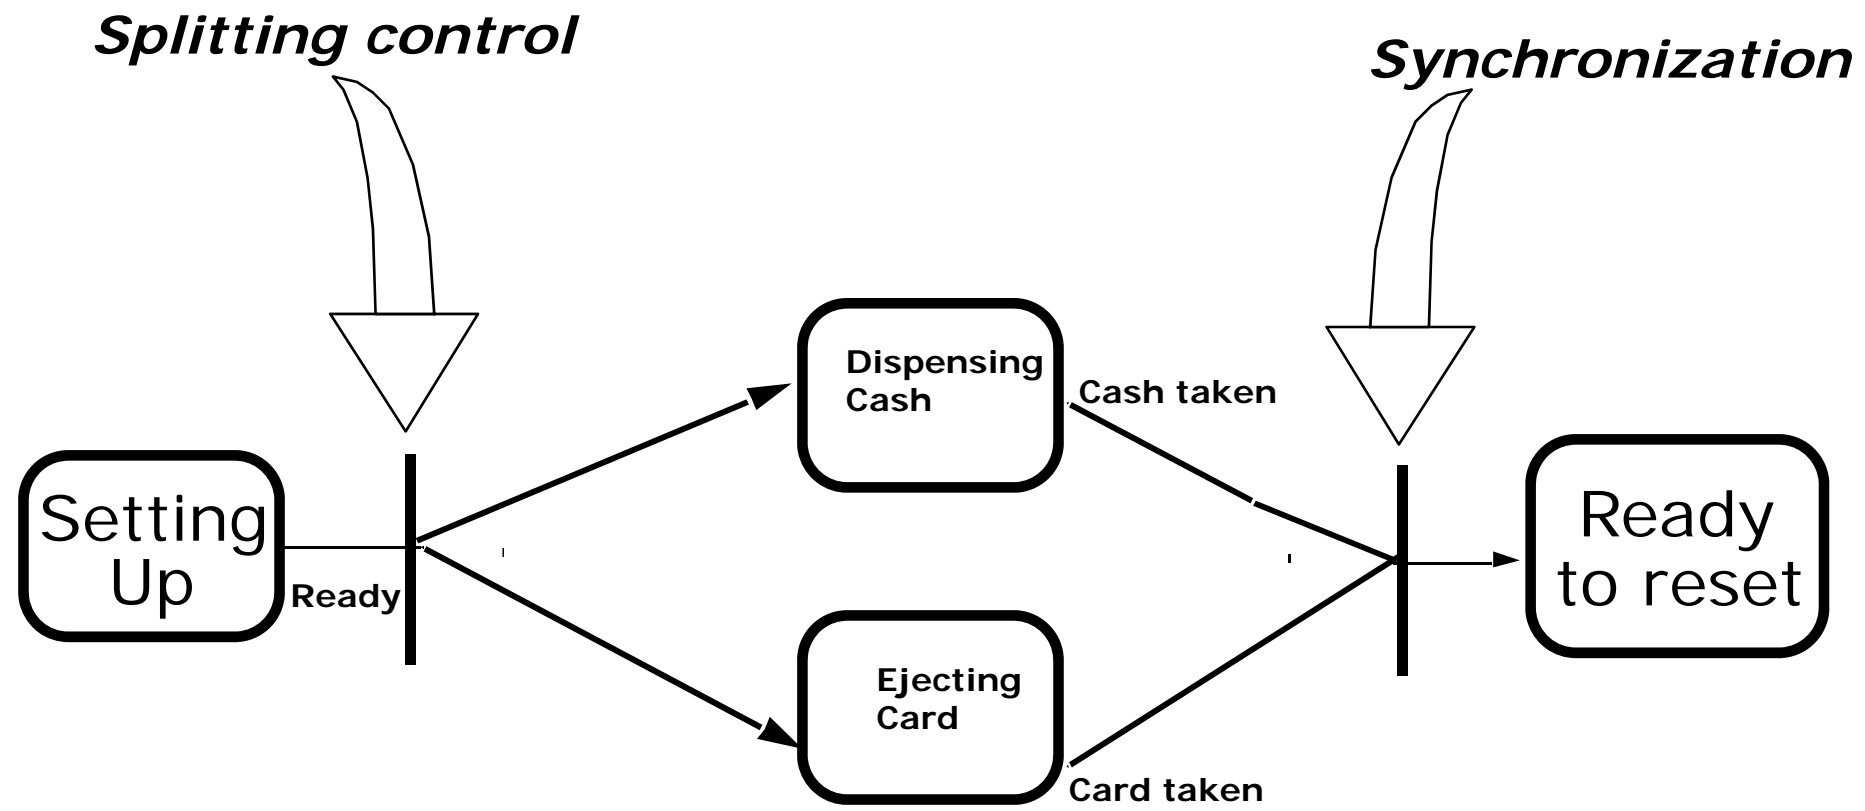 Splitting control
Synchronization
Dispensing
Cash
Cash taken
Setting
Up
Ready
Ready
to reset
Ejecting
Card
Card taken